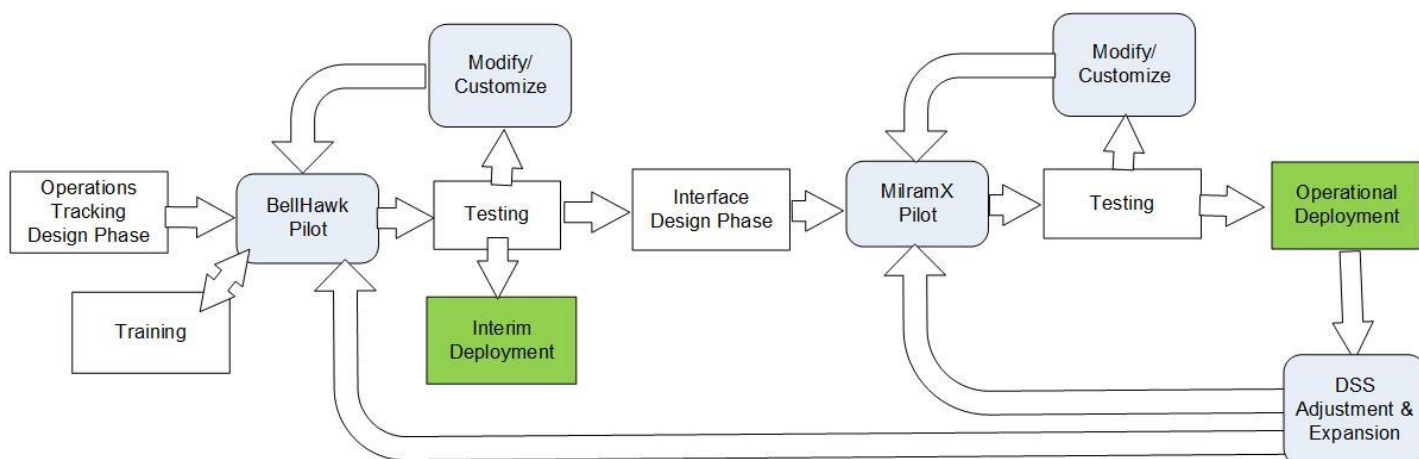 Modify/
Customize
Modify/
Customize
Operations
Tracking
Design Phase
BellHawk
Pilot
Testing
Interface
Design Phase
MilramX
Pilot
Testing
Operational
Deployment
Training
Interim
Deployment
DSS
Adjustment &
Expansion